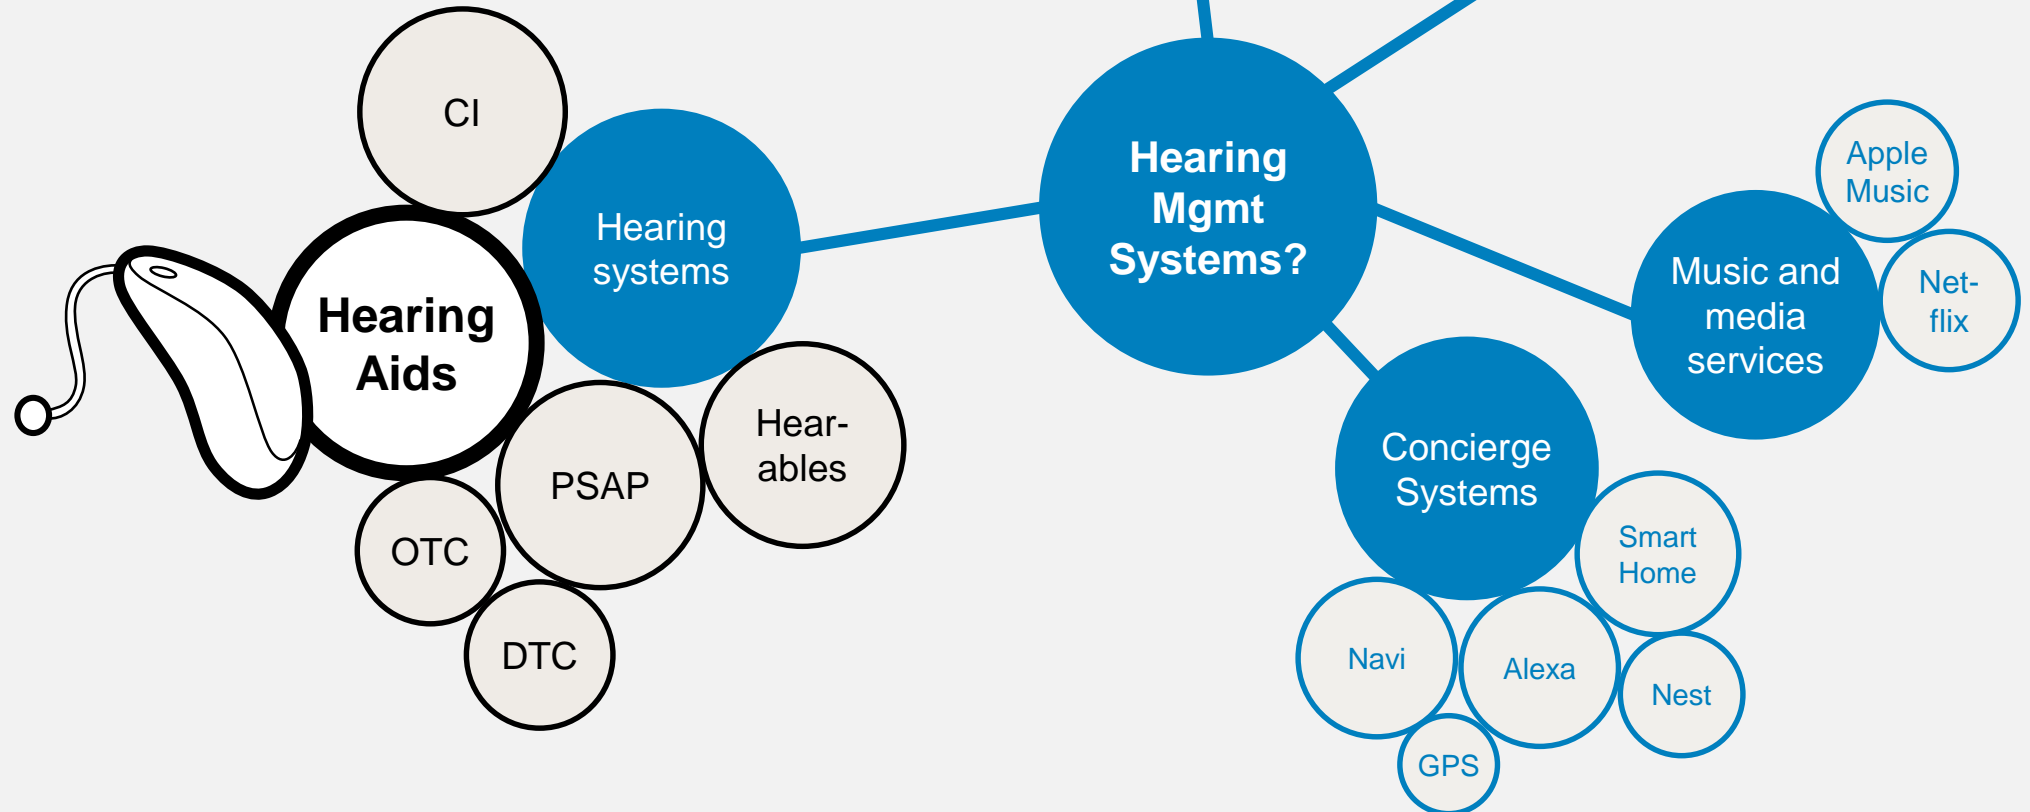 CI
Hearing
systems
Hearing
Aids
PSAP
Hear-
ables
OTC
DTC
Hearing
Mgmt
Systems?
Music and
media
services
Apple
Music
Net-
flix
Concierge
Systems
Smart
Home
Navi
Alexa
Nest
GPS